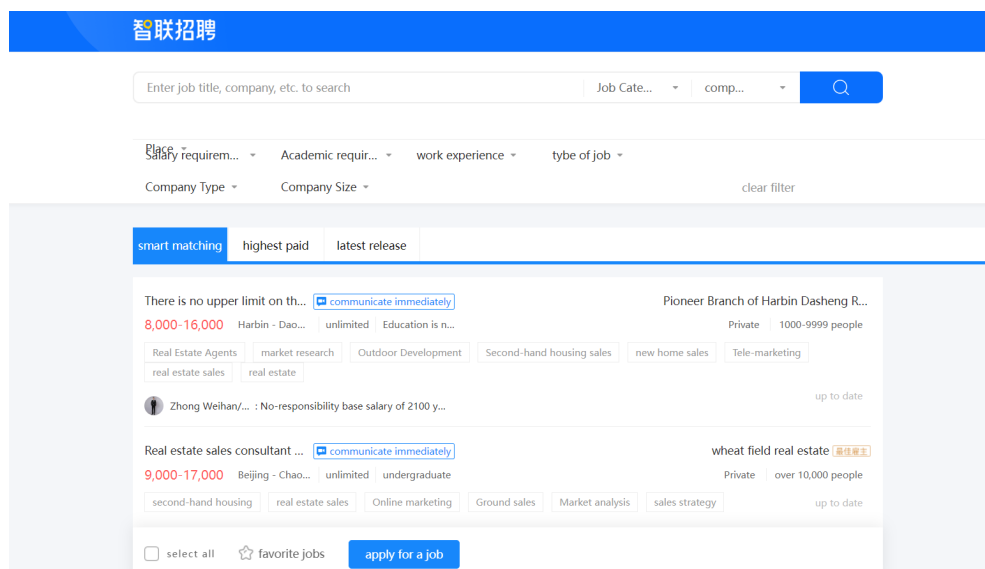 智联招聘
Enter job title, company, etc. to search Job Cate... comp...
Place
Salary requirem... Academic requir... work experience tybe of job
Company Type Company Size clear filter
smart matching highest paid latest release
There is no upper limit on th... communicate immediately Pioneer Branch of Harbin Dasheng R...
8,000-16,000 Harbin - Dao... unlimited Education is n... Private 1000-9999 people
Real Estate Agents market research Outdoor Development Second-hand housing sales new home sales Tele-marketing
real estate sales real estate
up to date
Zhong Weihan/... : No-responsibility base salary of 2100 y...
Real estate sales consultant ... communicate immediately wheat field real estate 最佳雇主
9,000-17,000 Beijing - Chao... unlimited undergraduate Private over 10,000 people
second-hand housing real estate sales Online marketing Ground sales Market analysis sales strategy up to date
select all favorite jobs apply for a job